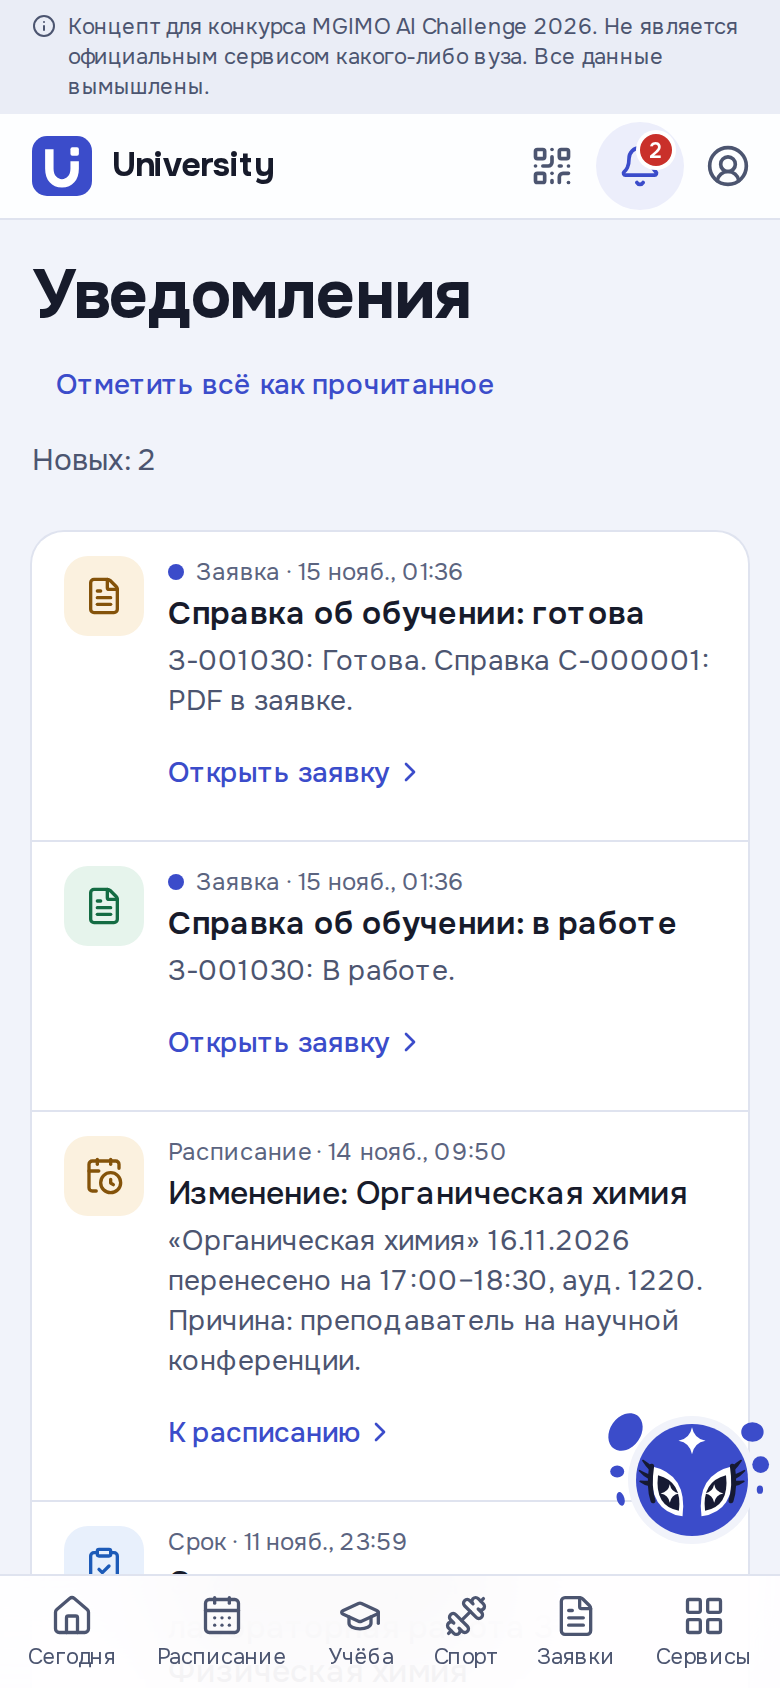 Концепт для конкурса MGIMO AI Challenge 2026. Не является
официальным сервисом какого-либо вуза. Все данные
вымышлены.
University
2
Уведомления
Отметить всё как прочитанное
Новых: 2
Заявка · 15 нояб., 01:36
Справка об обучении: готова
З-001030: Готова. Справка С-000001:
PDF в заявке.
Открыть заявку
Заявка · 15 нояб., 01:36
Справка об обучении: в работе
З-001030: В работе.
Открыть заявку
Расписание · 14 нояб., 09:50
Изменение: Органическая химия
«Органическая химия» 16.11.2026
перенесено на 17:00–18:30, ауд. 1220.
Причина: преподаватель на научной
конференции.
К расписанию
Срок · 11 нояб., 23:59
Физическая химия
Сегодня Расписание Учёба Спорт Заявки Сервисы